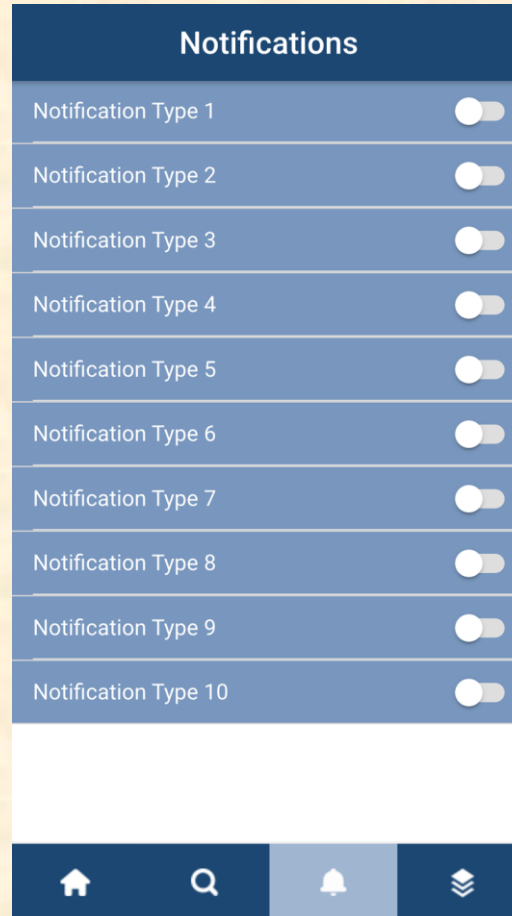 Notifications
Notification Type 1
Notification Type 2
Notification Type 3
Notification Type 4
Notification Type 5
Notification Type 6
Notification Type 7
Notification Type 8
Notification Type 9
Notification Type 10